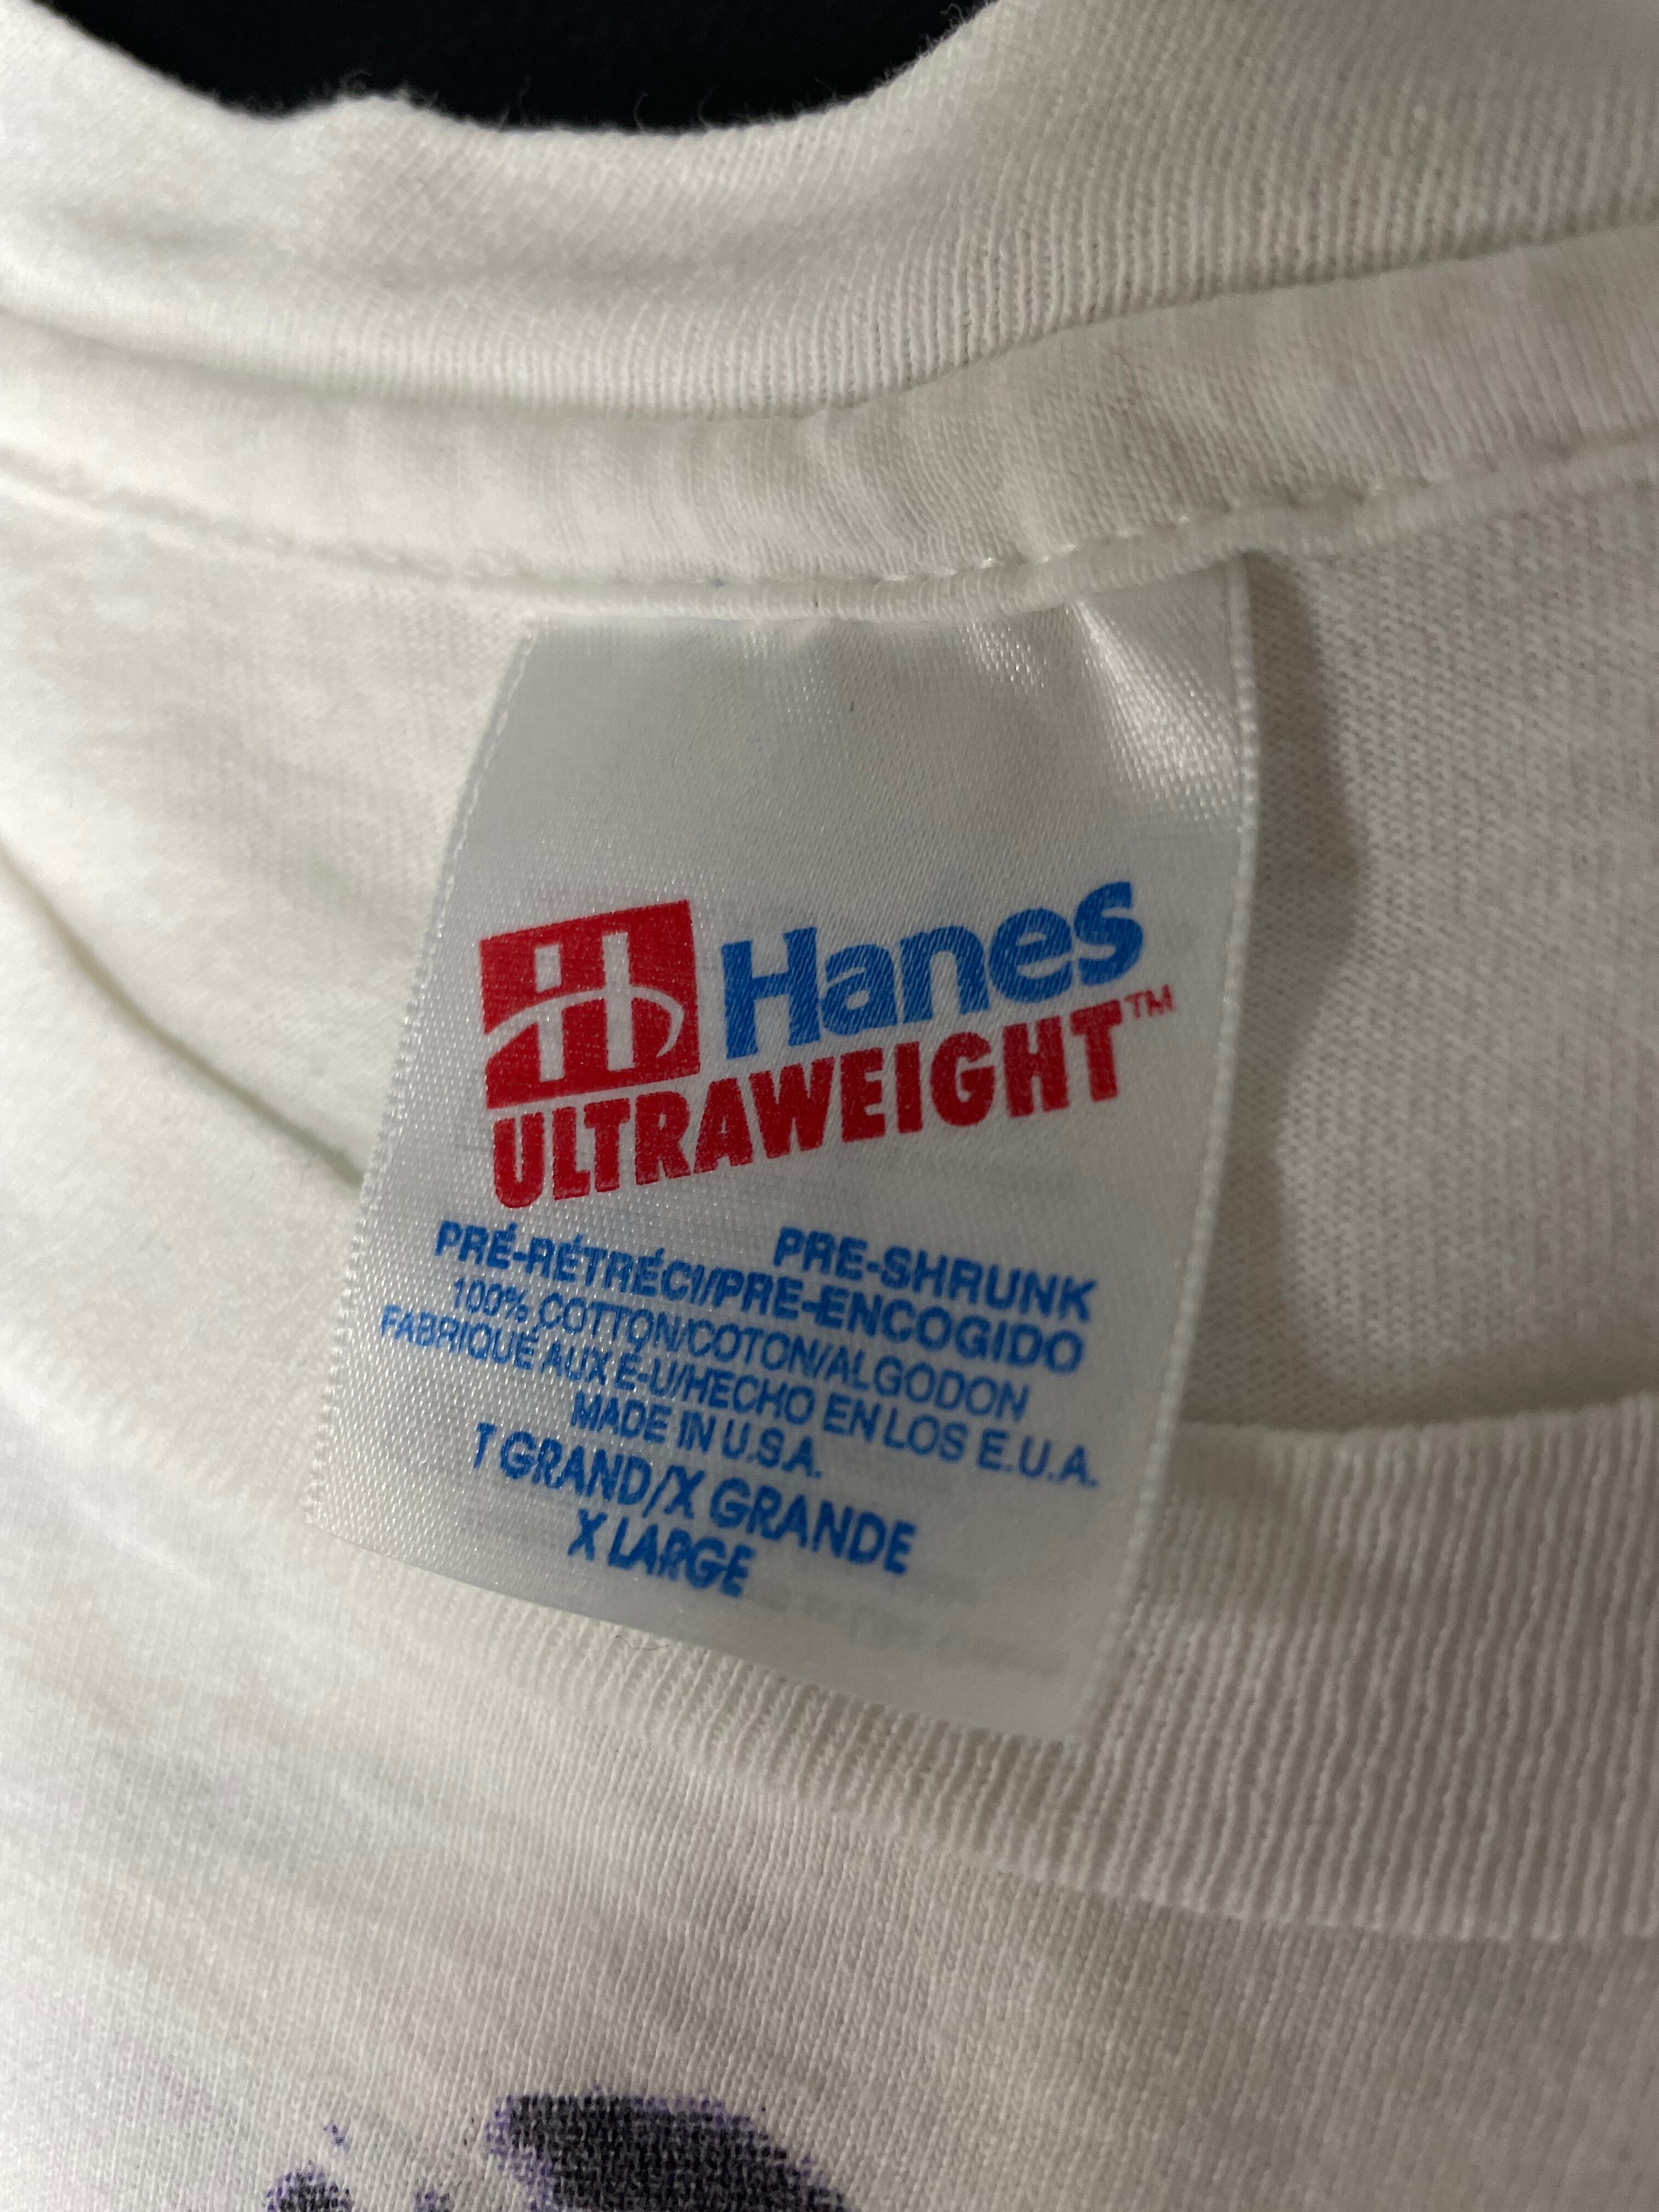 Hanes
ULTRAWEIGHT™
PRE-SHRUNK
PRÉ-RÉTRÉCI/PRE-ENCOGIDO
100% COTTON/COTON/ALGODON
FABRIQUÉ AUX É-U/HECHO EN LOS E.U.A.
MADE IN U.S.A.
T GRAND/X GRANDE
X LARGE